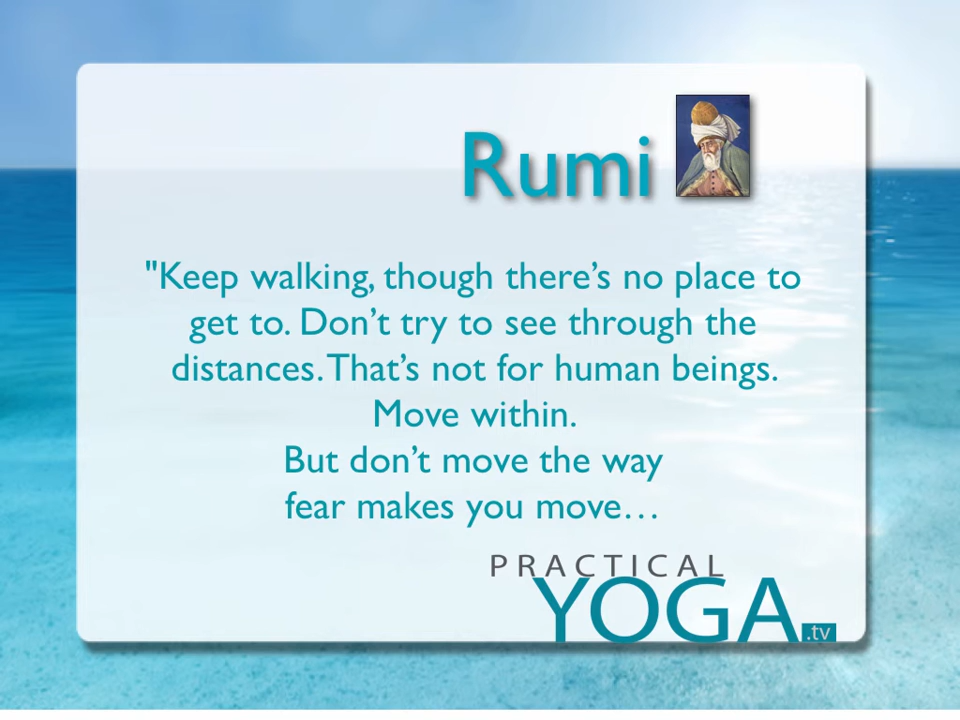 Rumi
"Keep walking, though there’s no place to
get to. Don’t try to see through the
distances. That’s not for human beings.
Move within.
But don’t move the way
fear makes you move…
PRACTICAL
YOGA.tv